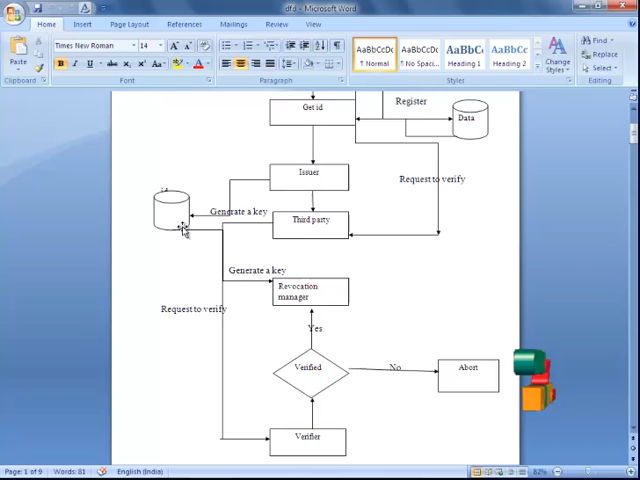 dfd - Microsoft Word
Home Insert Page Layout References Mailings Review View
Paste
Times New Roman 14
AaBbCcDc AaBbCcDc AaBbC AaBbCc
¶ Normal ¶ No Spaci... Heading 1 Heading 2
Change
Styles
Find
Replace
Select
Clipboard Font Paragraph Styles Editing
Register
Get id
Data
Issuer
Request to verify
Generate a key
Third party
Generate a key
Revocation
manager
Request to verify
Yes
Verified
No
Abort
Verifier
Page: 1 of 9 Words: 81 English (India) 82%